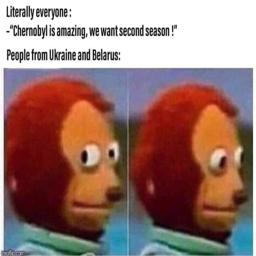 Literally everyone :
-"Chernobyl is amazing, we want second season !"
People from Ukraine and Belarus: